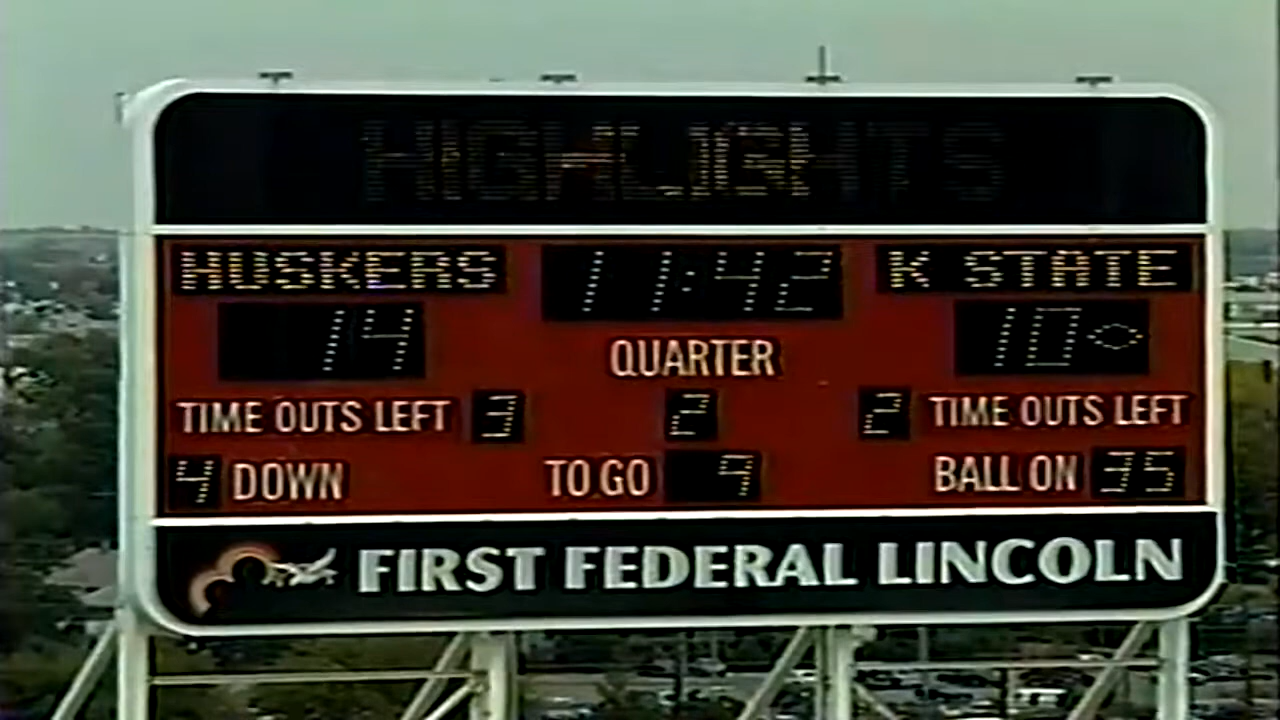 HIGHLIGHTS
HUSKERS 11:42 K STATE
14 QUARTER 10
TIME OUTS LEFT 3 2 2 TIME OUTS LEFT
4 DOWN TO GO 9 BALL ON 35
FIRST FEDERAL LINCOLN